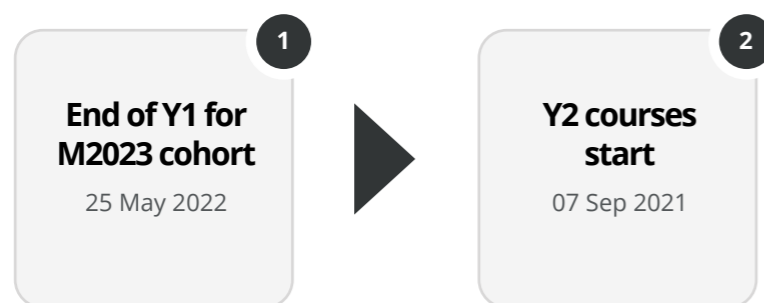 1
End of Y1 for
M2023 cohort
25 May 2022
2
Y2 courses
start
07 Sep 2021